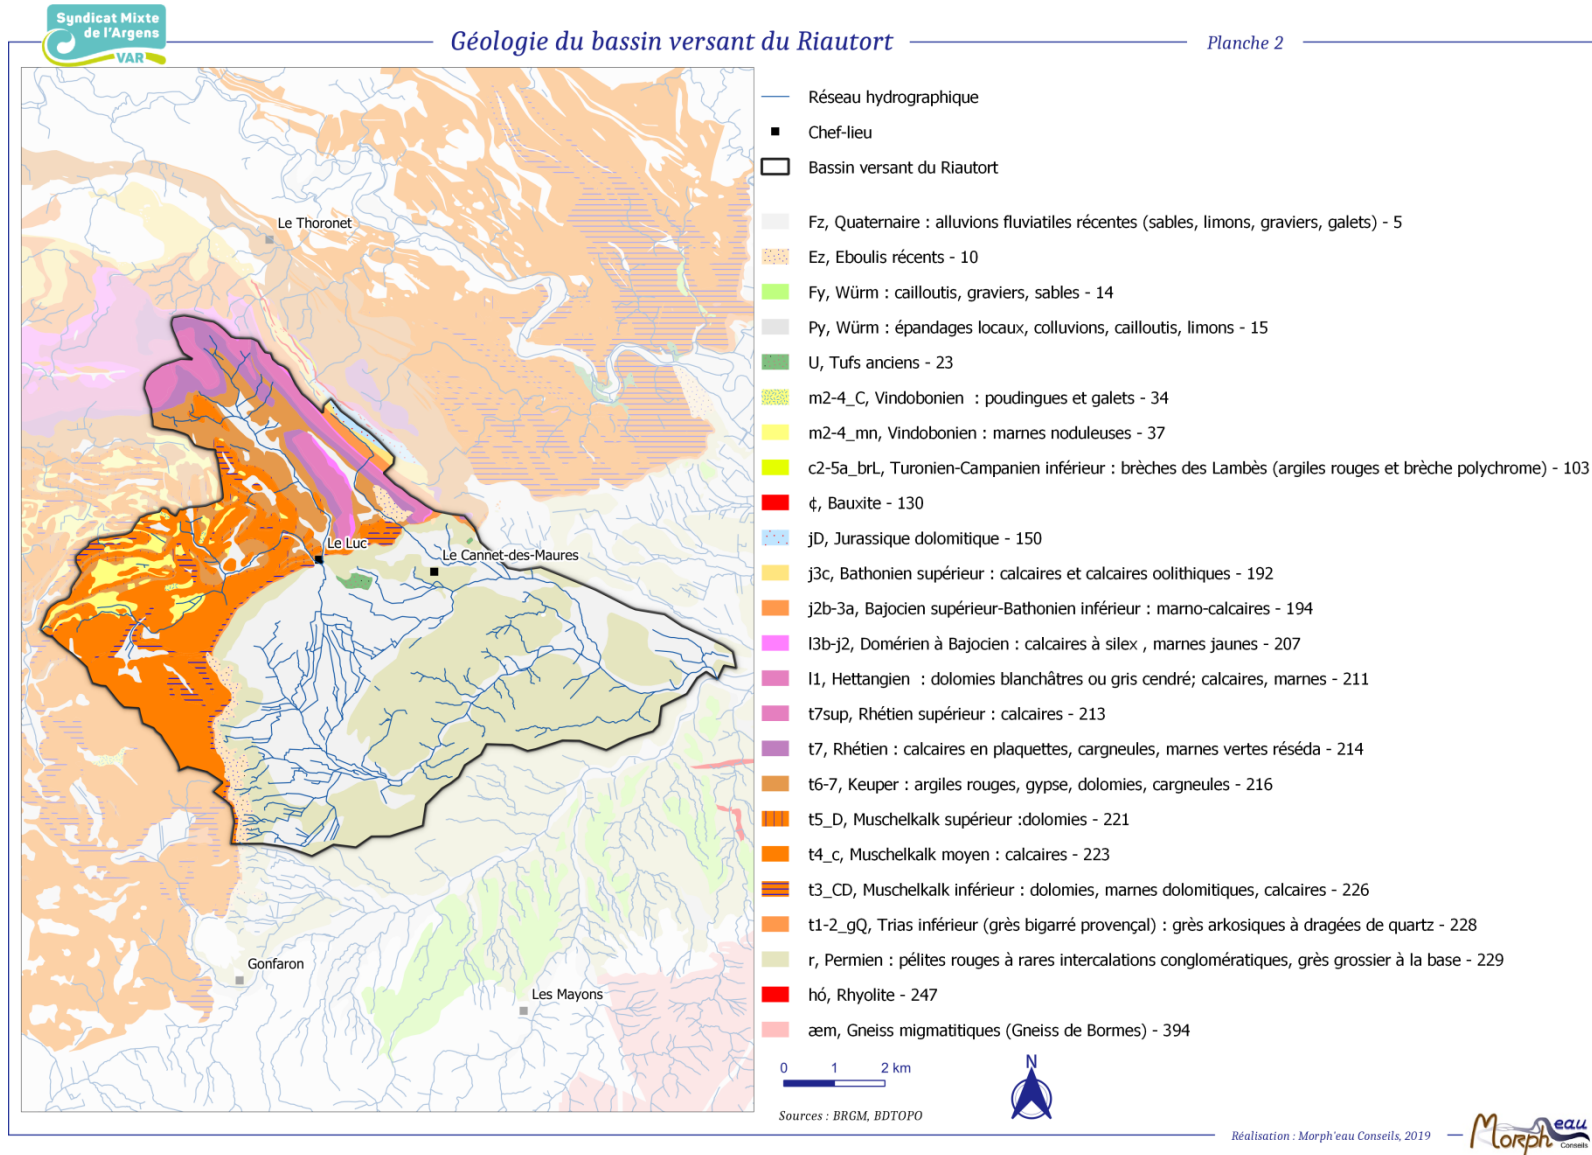 Syndicat Mixte
de l'Argens
VAR
Géologie du bassin versant du Riautort
Planche 2
Réseau hydrographique
Chef-lieu
Bassin versant du Riautort
Fz, Quaternaire : alluvions fluviatiles récentes (sables, limons, graviers, galets) - 5
Ez, Eboulis récents - 10
Fy, Würm : cailloutis, graviers, sables - 14
Py, Würm : épandages locaux, colluvions, cailloutis, limons - 15
U, Tufs anciens - 23
m2-4_C, Vindobonien : poudingues et galets - 34
m2-4_mn, Vindobonien : marnes noduleuses - 37
c2-5a_brL, Turonien-Campanien inférieur : brèches des Lambès (argiles rouges et brèche polychrome) - 103
¢, Bauxite - 130
jD, Jurassique dolomitique - 150
j3c, Bathonien supérieur : calcaires et calcaires oolithiques - 192
j2b-3a, Bajocien supérieur-Bathonien inférieur : marno-calcaires - 194
l3b-j2, Domérien à Bajocien : calcaires à silex , marnes jaunes - 207
l1, Hettangien : dolomies blanchâtres ou gris cendré; calcaires, marnes - 211
t7sup, Rhétien supérieur : calcaires - 213
t7, Rhétien : calcaires en plaquettes, cargneules, marnes vertes réséda - 214
t6-7, Keuper : argiles rouges, gypse, dolomies, cargneules - 216
t5_D, Muschelkalk supérieur :dolomies - 221
t4_c, Muschelkalk moyen : calcaires - 223
t3_CD, Muschelkalk inférieur : dolomies, marnes dolomitiques, calcaires - 226
t1-2_gQ, Trias inférieur (grès bigarré provençal) : grès arkosiques à dragées de quartz - 228
r, Permien : pélites rouges à rares intercalations conglomératiques, grès grossier à la base - 229
hó, Rhyolite - 247
æm, Gneiss migmatitiques (Gneiss de Bormes) - 394
Le Thoronet
Le Luc
Le Cannet-des-Maures
Gonfaron
Les Mayons
0 1 2 km
N
Sources : BRGM, BDTOPO
Réalisation : Morph'eau Conseils, 2019
Morpheau
Conseils